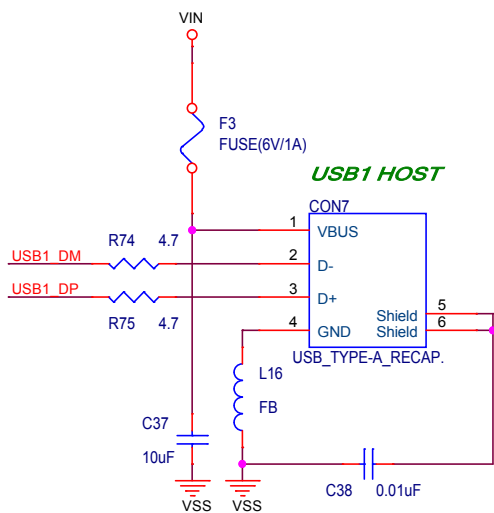 VIN
F3
FUSE(6V/1A)
USB1 HOST
CON7
1
VBUS
R74 4.7
USB1_DM
2
D-
USB1_DP
3
D+
R75 4.7
4
GND
Shield
5
Shield
6
USB_TYPE-A_RECAP.
L16
FB
C37
10uF
C38 0.01uF
VSS
VSS